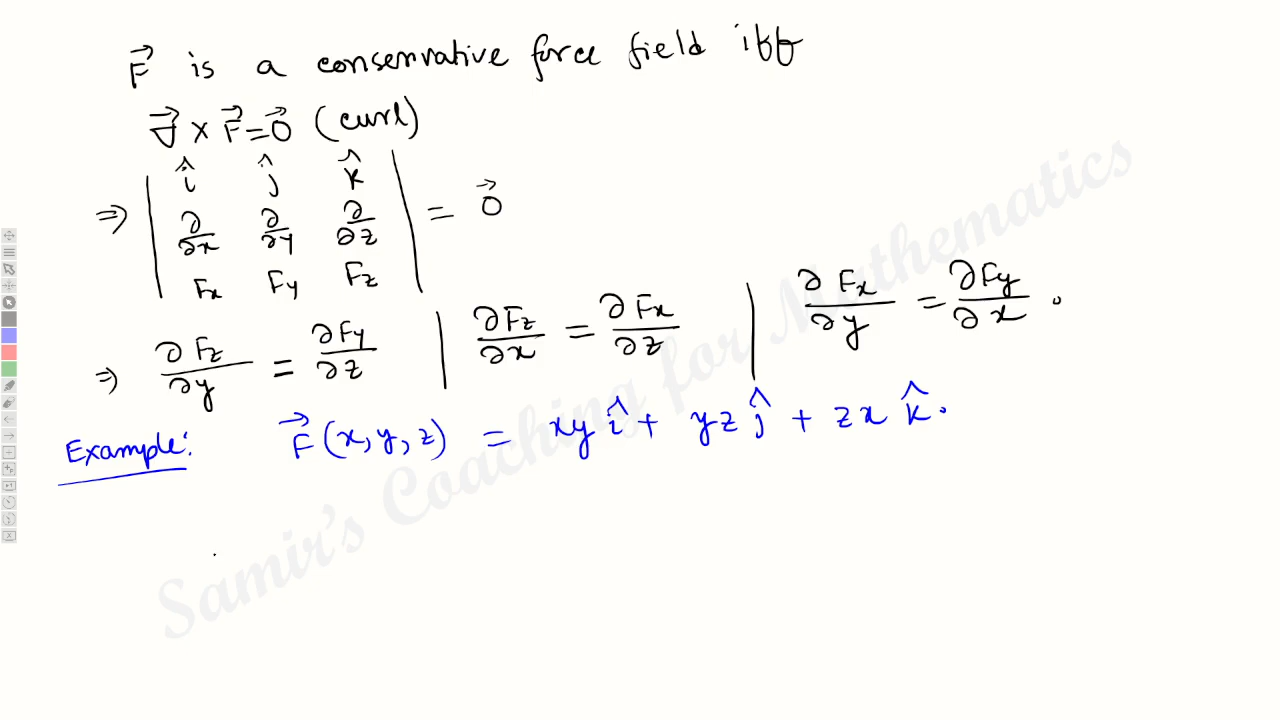 F⃗ is a conservative force field iff
∇⃗ × F⃗ = 0⃗ (curl)
⇒ | î ĵ k̂ ; ∂/∂x ∂/∂y ∂/∂z ; Fx Fy Fz | = 0⃗
⇒ ∂Fz/∂y = ∂Fy/∂z | ∂Fz/∂x = ∂Fx/∂z | ∂Fx/∂y = ∂Fy/∂x .
Example: F⃗(x, y, z) = xy î + yz ĵ + zx k̂.
Samir's Coaching for Mathematics